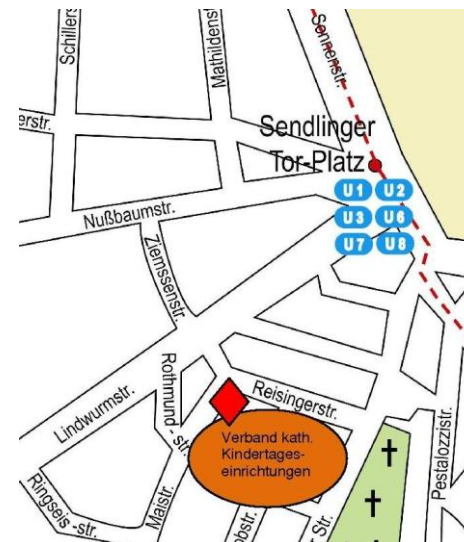 Schillers
Mathildenst
Sonnenstr.
erstr.
Sendlinger
Tor-Platz
U1 U2
U3 U6
U7 U8
Nußbaumstr.
Ziemssenstr.
Lindwurmstr.
Rothmund - str.
Reisingerstr.
Verband kath.
Kindertages-
einrichtungen
Maistr.
Ringseis -str.
bstr.
r Str.
Pestalozzistr.